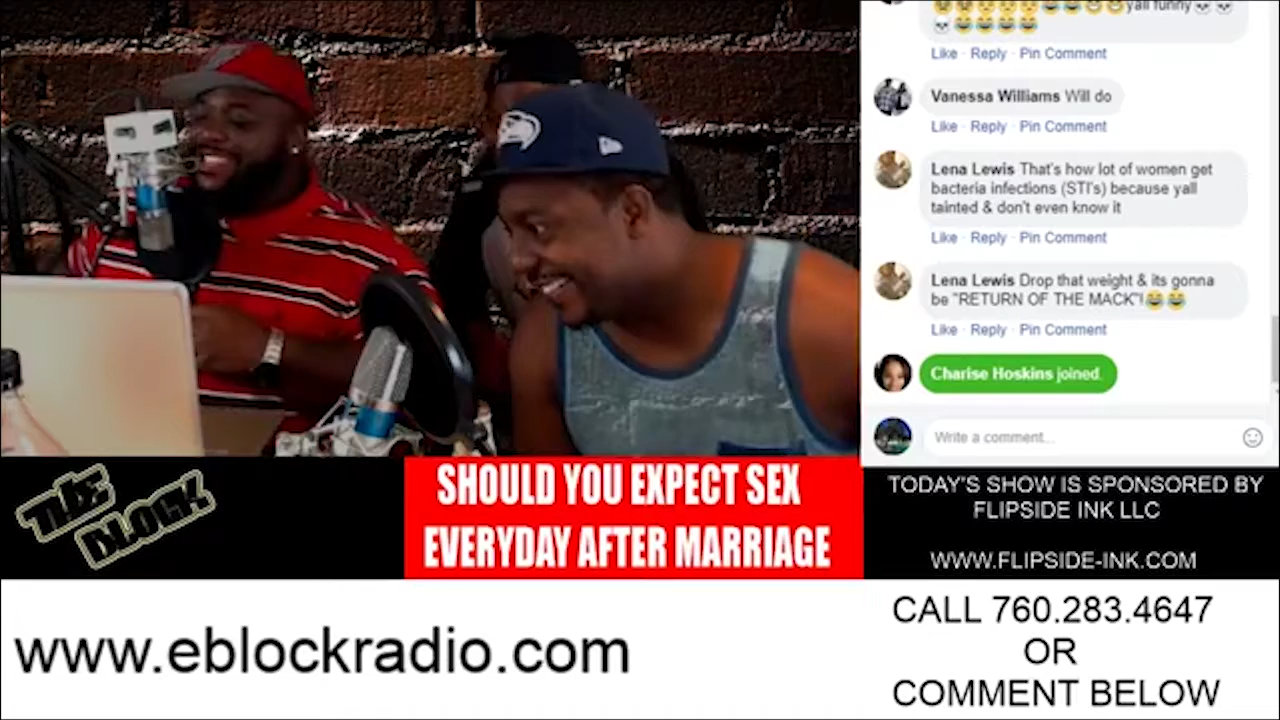 yall funny
Like · Reply · Pin Comment
Vanessa Williams Will do
Like · Reply · Pin Comment
Lena Lewis That's how lot of women get
bacteria infections (STI's) because yall
tainted & don't even know it
Like · Reply · Pin Comment
Lena Lewis Drop that weight & its gonna
be "RETURN OF THE MACK"!😂😂
Like · Reply · Pin Comment
Charise Hoskins joined.
Write a comment...
THE
BLOCK
SHOULD YOU EXPECT SEX
EVERYDAY AFTER MARRIAGE
TODAY'S SHOW IS SPONSORED BY
FLIPSIDE INK LLC
WWW.FLIPSIDE-INK.COM
www.eblockradio.com
CALL 760.283.4647
OR
COMMENT BELOW